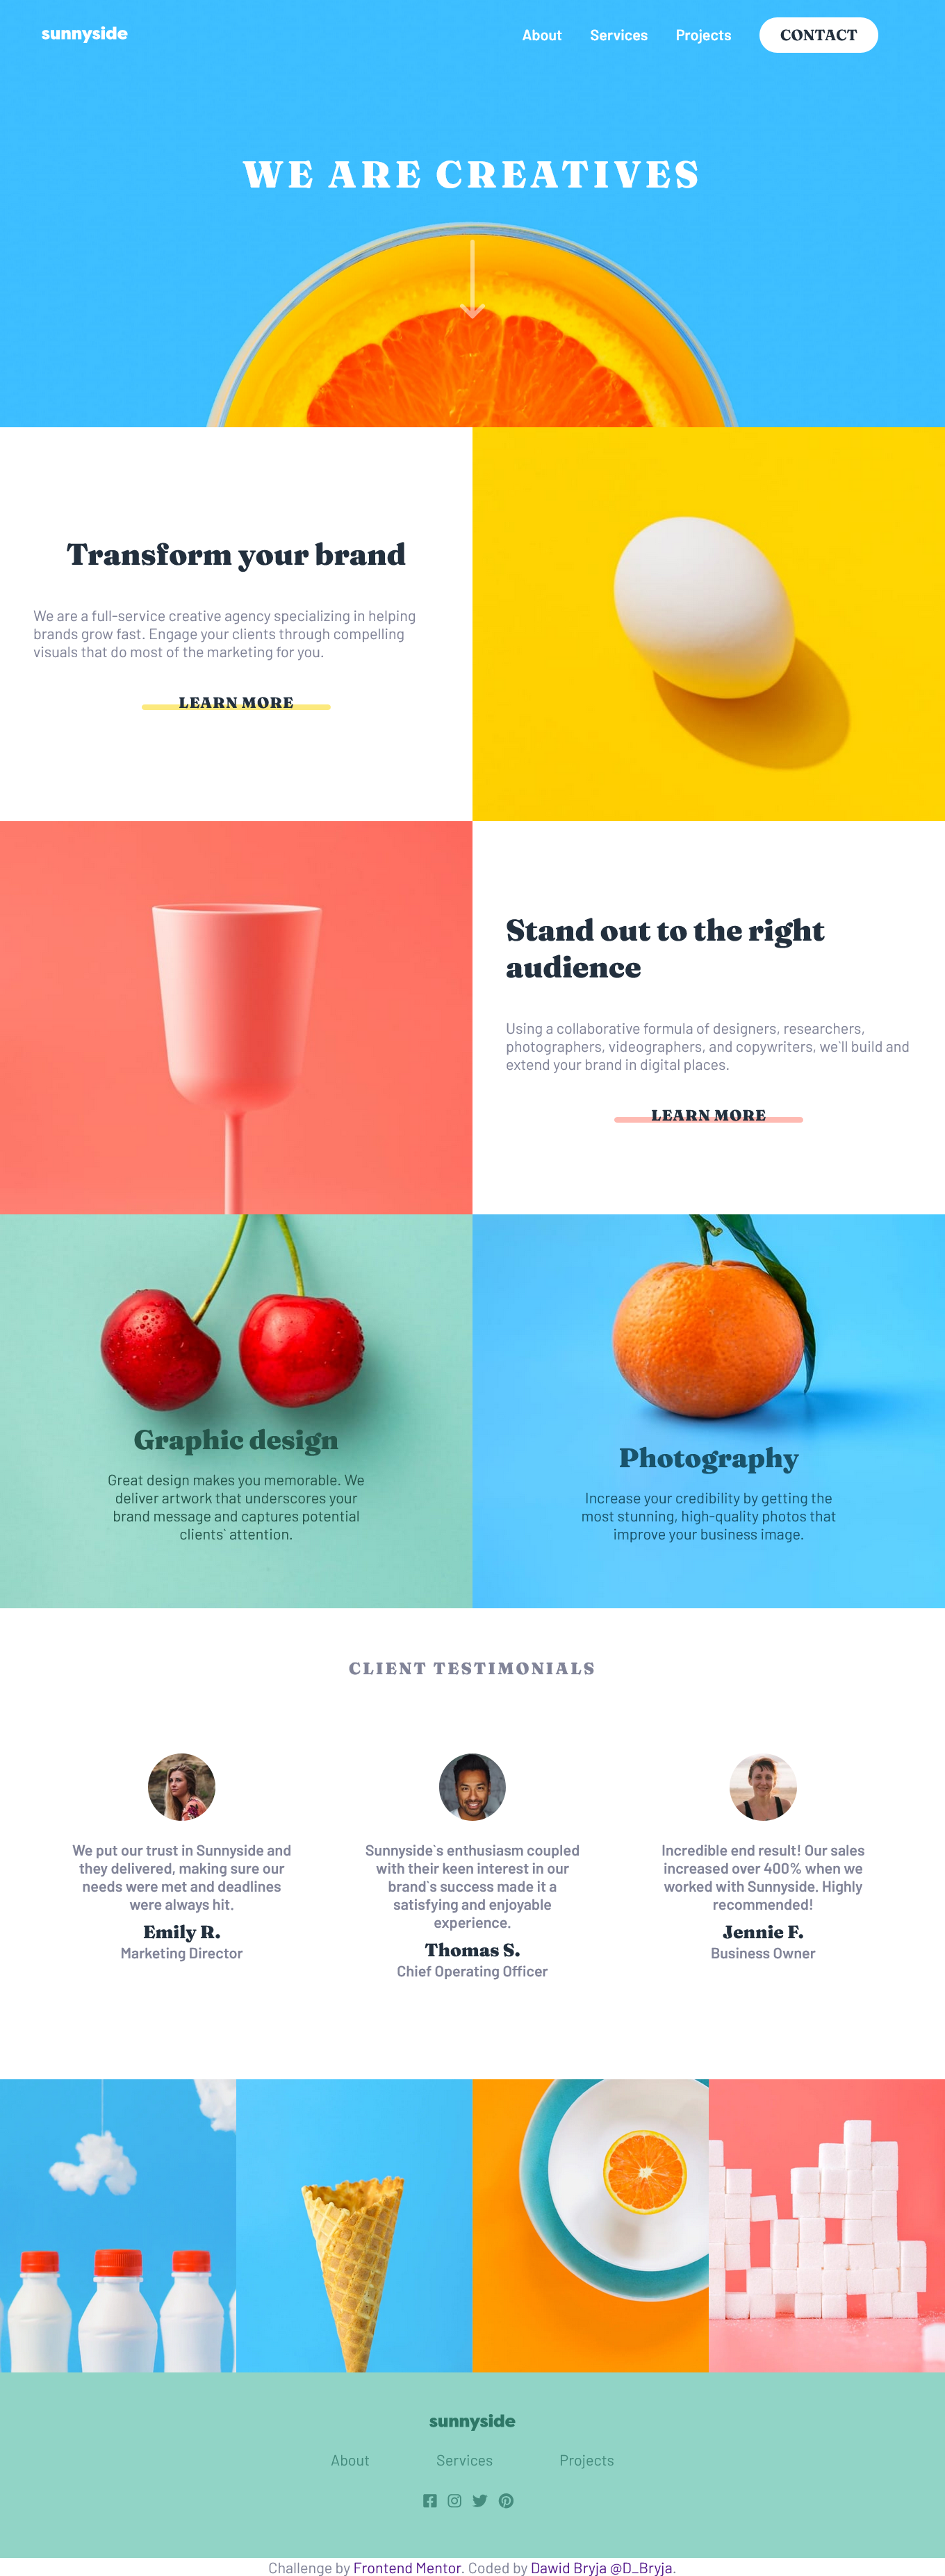 sunnyside
About Services Projects CONTACT
WE ARE CREATIVES
Transform your brand
We are a full-service creative agency specializing in helping
brands grow fast. Engage your clients through compelling
visuals that do most of the marketing for you.
LEARN MORE
Stand out to the right
audience
Using a collaborative formula of designers, researchers,
photographers, videographers, and copywriters, we`ll build and
extend your brand in digital places.
LEARN MORE
Graphic design
Great design makes you memorable. We
deliver artwork that underscores your
brand message and captures potential
clients` attention.
Photography
Increase your credibility by getting the
most stunning, high-quality photos that
improve your business image.
CLIENT TESTIMONIALS
We put our trust in Sunnyside and
they delivered, making sure our
needs were met and deadlines
were always hit.
Emily R.
Marketing Director
Sunnyside`s enthusiasm coupled
with their keen interest in our
brand`s success made it a
satisfying and enjoyable
experience.
Thomas S.
Chief Operating Officer
Incredible end result! Our sales
increased over 400% when we
worked with Sunnyside. Highly
recommended!
Jennie F.
Business Owner
sunnyside
About Services Projects
Challenge by Frontend Mentor. Coded by Dawid Bryja @D_Bryja.